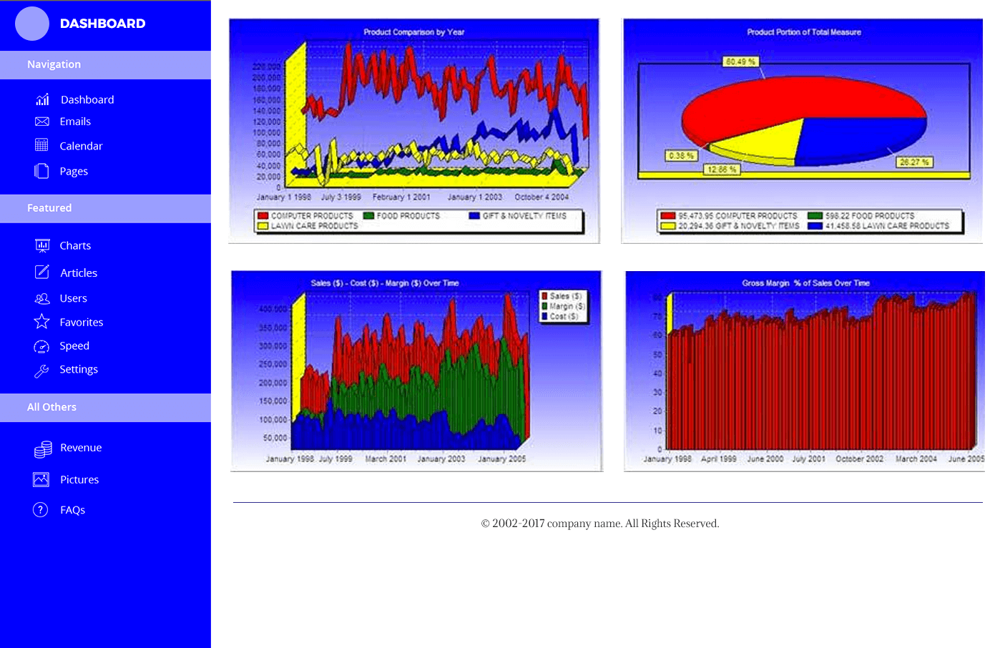 DASHBOARD
Navigation
Dashboard
Emails
Calendar
Pages
Featured
Charts
Articles
Users
Favorites
Speed
Settings
All Others
Revenue
Pictures
? FAQs
Product Comparison by Year
220,000
200,000
180,000
160,000
140,000
120,000
100,000
80,000
60,000
40,000
20,000
0
January 1 1998 July 3 1999 February 1 2001 January 1 2003 October 4 2004
COMPUTER PRODUCTS FOOD PRODUCTS GIFT & NOVELTY ITEMS
LAWN CARE PRODUCTS
Product Portion of Total Measure
60.49 %
0.38 %
12.86 %
26.27 %
95,473.95 COMPUTER PRODUCTS 598.22 FOOD PRODUCTS
20,294.36 GIFT & NOVELTY ITEMS 41,458.58 LAWN CARE PRODUCTS
Sales ($) - Cost ($) - Margin ($) Over Time
Sales ($)
Margin ($)
Cost ($)
400,000
350,000
300,000
250,000
200,000
150,000
100,000
50,000
January 1998 July 1999 March 2001 January 2003 January 2005
Gross Margin % of Sales Over Time
80
70
60
50
40
30
20
10
0
January 1998 April 1999 June 2000 July 2001 October 2002 March 2004 June 2005
© 2002-2017 company name. All Rights Reserved.